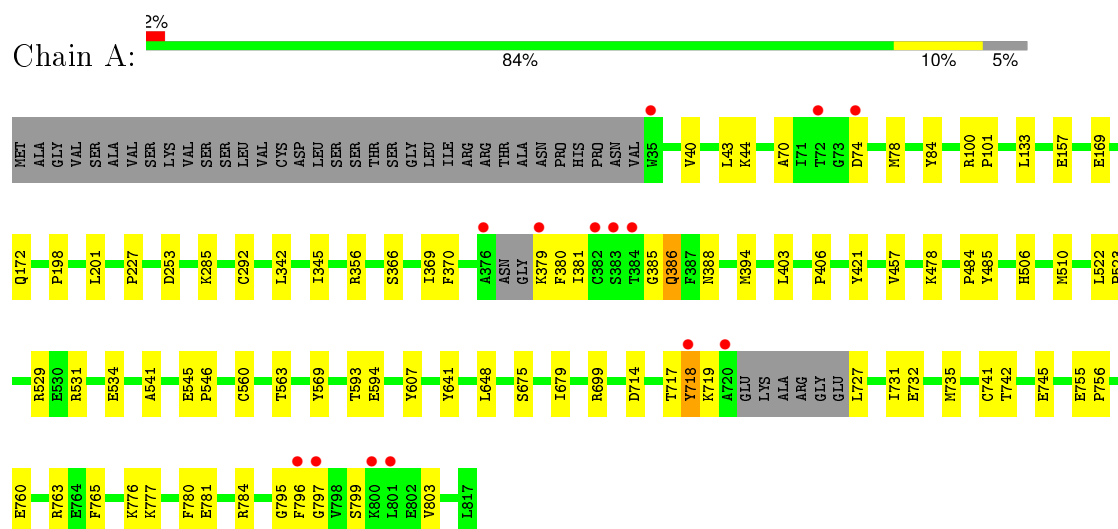 2%
Chain A:
84% 10% 5%
MET ALA GLY VAL SER ALA VAL SER LYS VAL SER SER LEU VAL CYS ASP LEU SER SER THR SER GLY LEU ILE ARG ARG THR ALA ASN PRO HIS PRO ASN VAL W35 V40 L43 K44 A70 I71 T72 G73 D74 M78 Y84 R100 P101 L133 E157 E169
Q172 P198 L201 P227 D253 K285 C292 L342 I345 R356 S366 I369 F370 A376 ASN GLY K379 F380 I381 C382 S383 T384 G385 Q386 F387 N388 M394 L403 P406 Y421 V457 K478 P484 Y485 H506 M510 L522 P523
R529 E530 R531 E534 A541 E545 P546 C560 T563 Y569 T593 E594 Y607 Y641 L648 S675 I679 R699 D714 T717 Y718 K719 A720 GLU LYS ALA ARG GLY GLU L727 I731 E732 M735 C741 T742 E745 E755 P756
E760 R763 E764 F765 K776 K777 F780 E781 R784 G795 F796 G797 V798 S799 K800 L801 E802 V803 L817